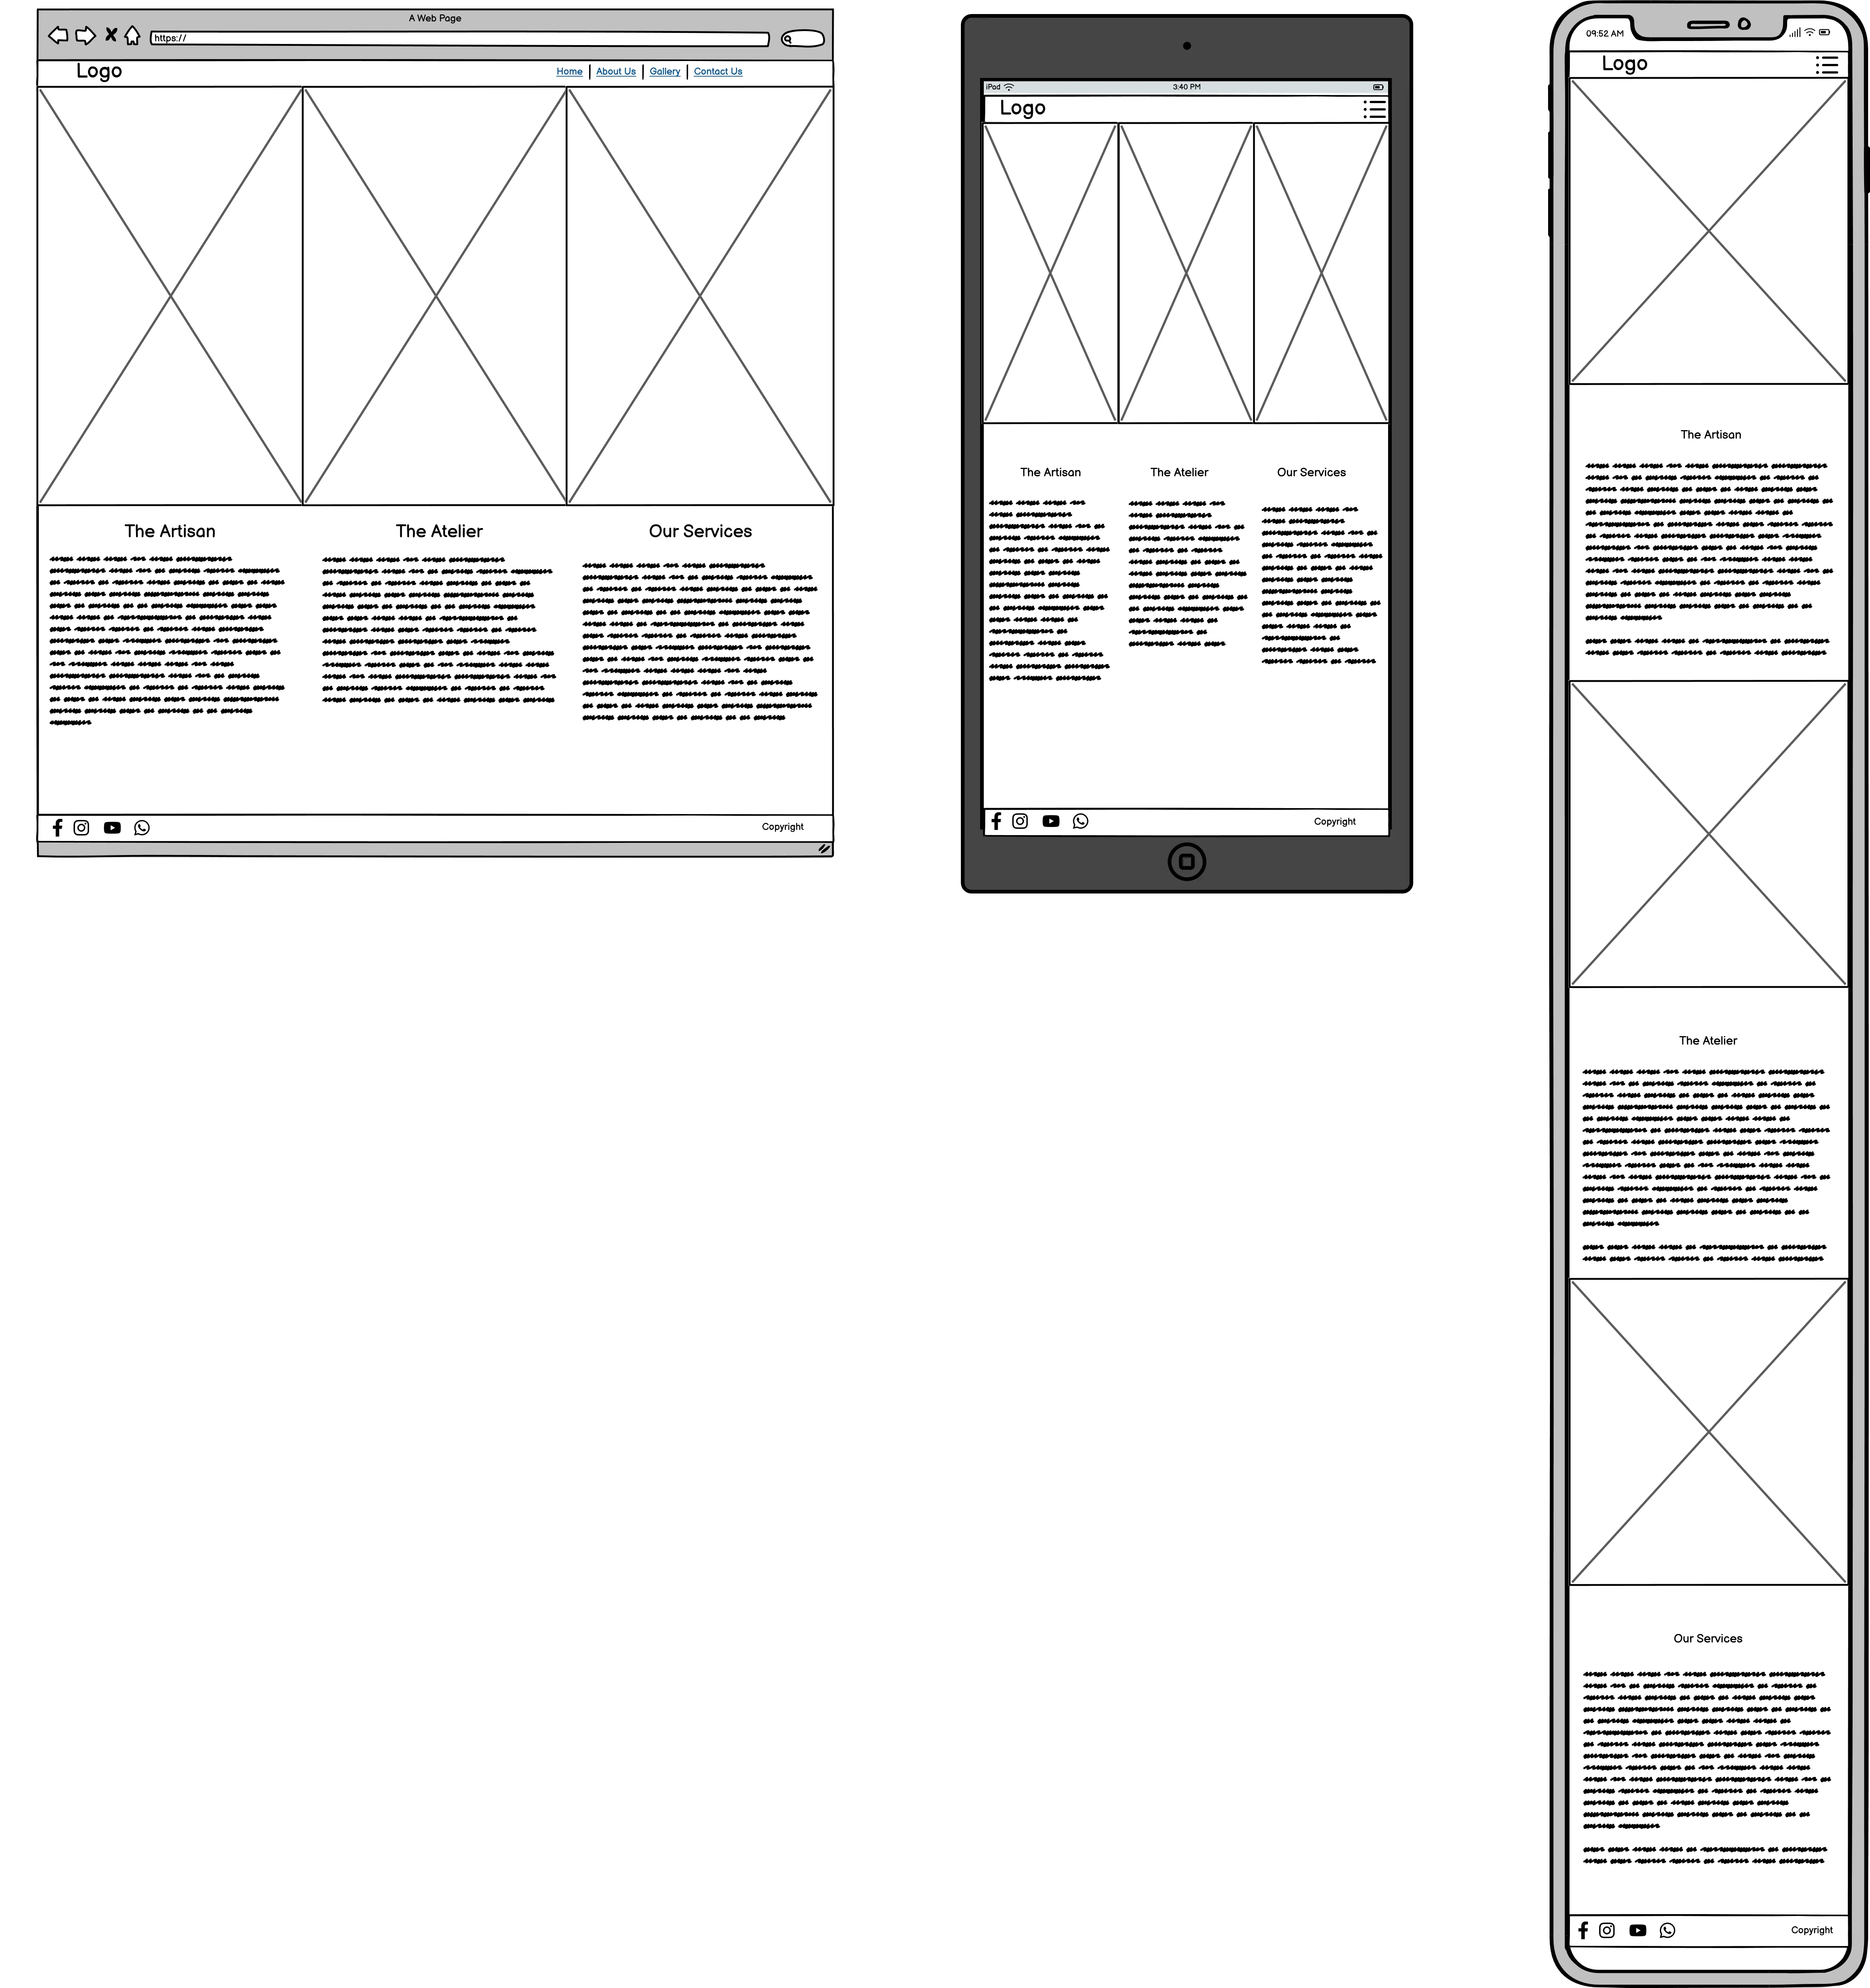 A Web Page
https://
Logo
Home | About Us | Gallery | Contact Us
The Artisan
The Atelier
Our Services
Copyright
iPad
3:40 PM
Logo
The Artisan
The Atelier
Our Services
Copyright
09:52 AM
Logo
The Artisan
The Atelier
Our Services
Copyright